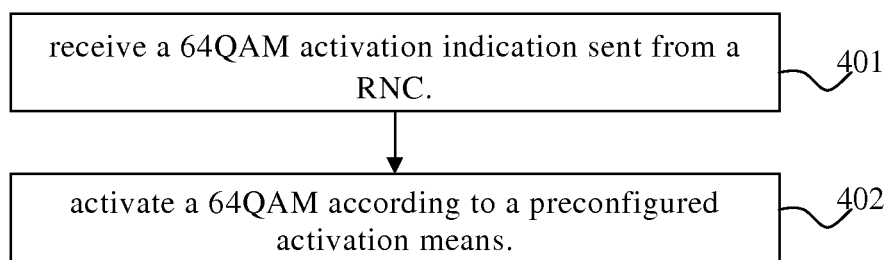 receive a 64QAM activation indication sent from a
RNC.
401
activate a 64QAM according to a preconfigured
activation means.
402